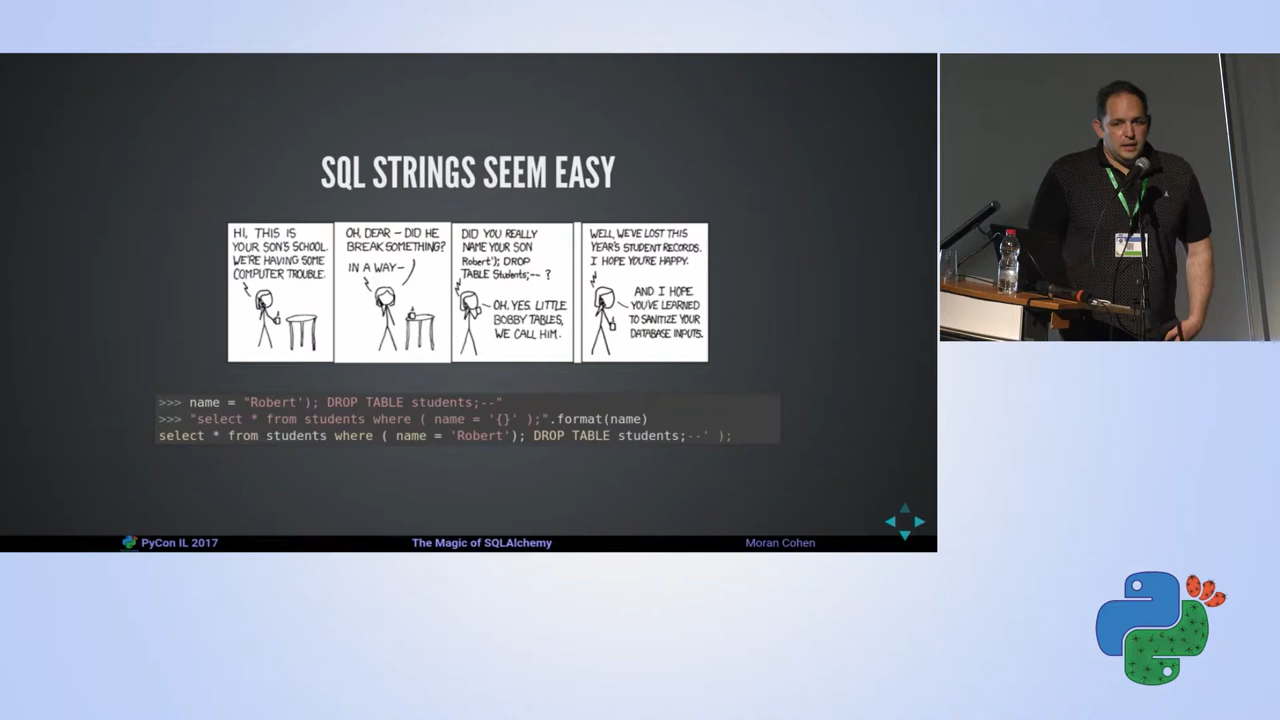 SQL STRINGS SEEM EASY
HI, THIS IS
YOUR SON'S SCHOOL.
WE'RE HAVING SOME
COMPUTER TROUBLE.
OH, DEAR – DID HE
BREAK SOMETHING?
IN A WAY–
DID YOU REALLY
NAME YOUR SON
Robert'); DROP
TABLE Students;-- ?
OH. YES. LITTLE
BOBBY TABLES,
WE CALL HIM.
WELL, WE'VE LOST THIS
YEAR'S STUDENT RECORDS.
I HOPE YOU'RE HAPPY.
AND I HOPE
YOU'VE LEARNED
TO SANITIZE YOUR
DATABASE INPUTS.
>>> name = "Robert'); DROP TABLE students;--"
>>> "select * from students where ( name = '{}' );".format(name)
select * from students where ( name = 'Robert'); DROP TABLE students;--' );
PyCon IL 2017
The Magic of SQLAlchemy
Moran Cohen